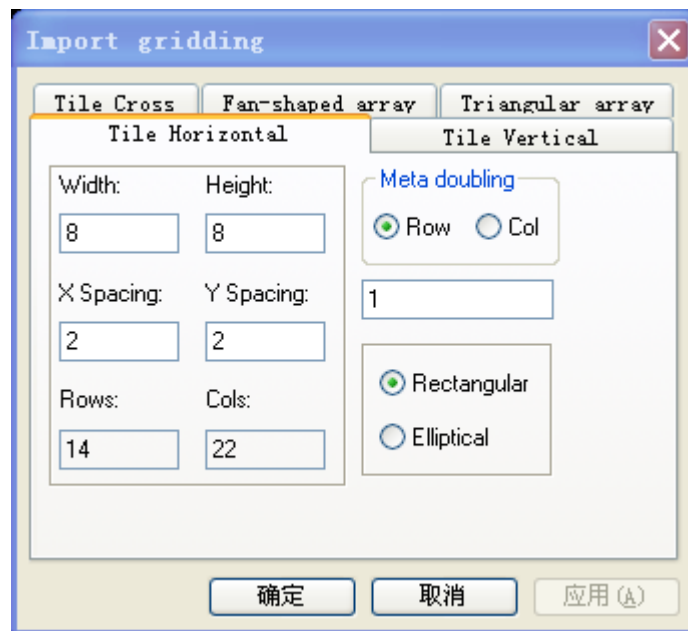 Import gridding
Tile Cross Fan-shaped array Triangular array
Tile Horizontal Tile Vertical
Width: Height: Meta doubling
8 8 Row Col
X Spacing: Y Spacing: 1
2 2
Rows: Cols: Rectangular
14 22 Elliptical
确定 取消 应用(A)